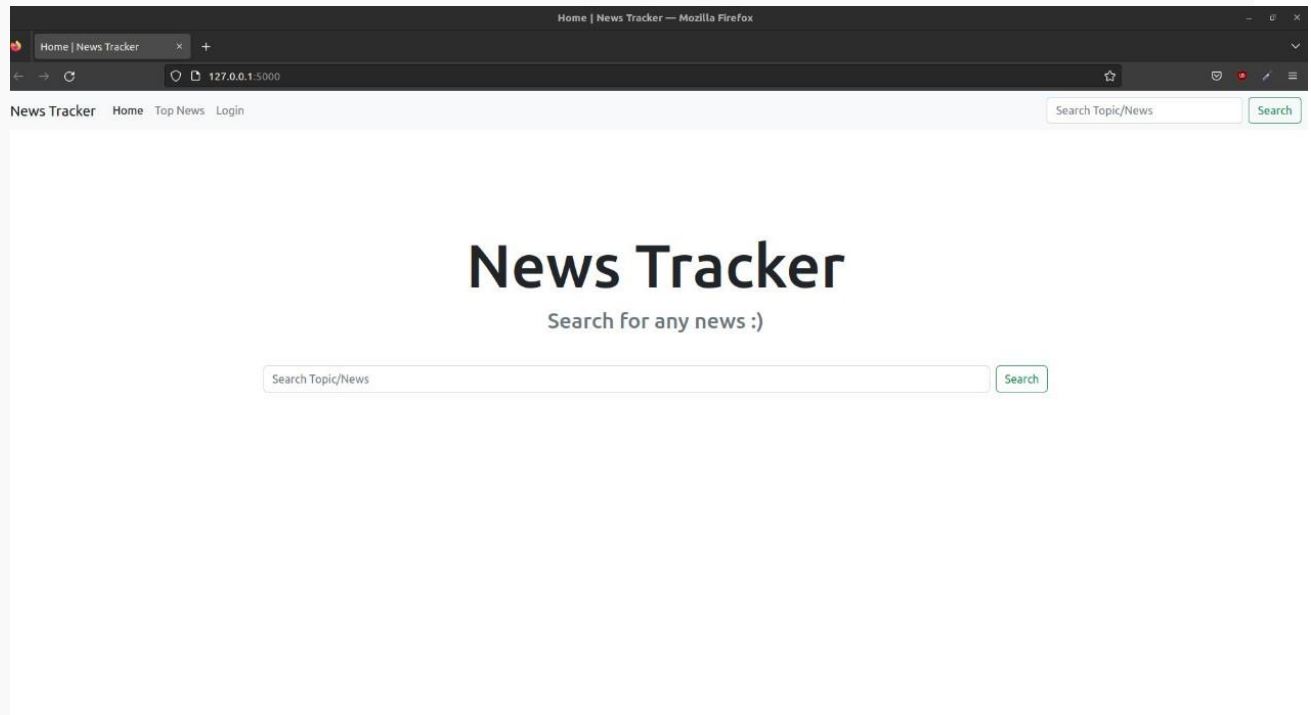 Home | News Tracker — Mozilla Firefox
Home | News Tracker
127.0.0.1:5000
News Tracker Home Top News Login Search Topic/News Search
News Tracker
Search for any news :)
Search Topic/News Search